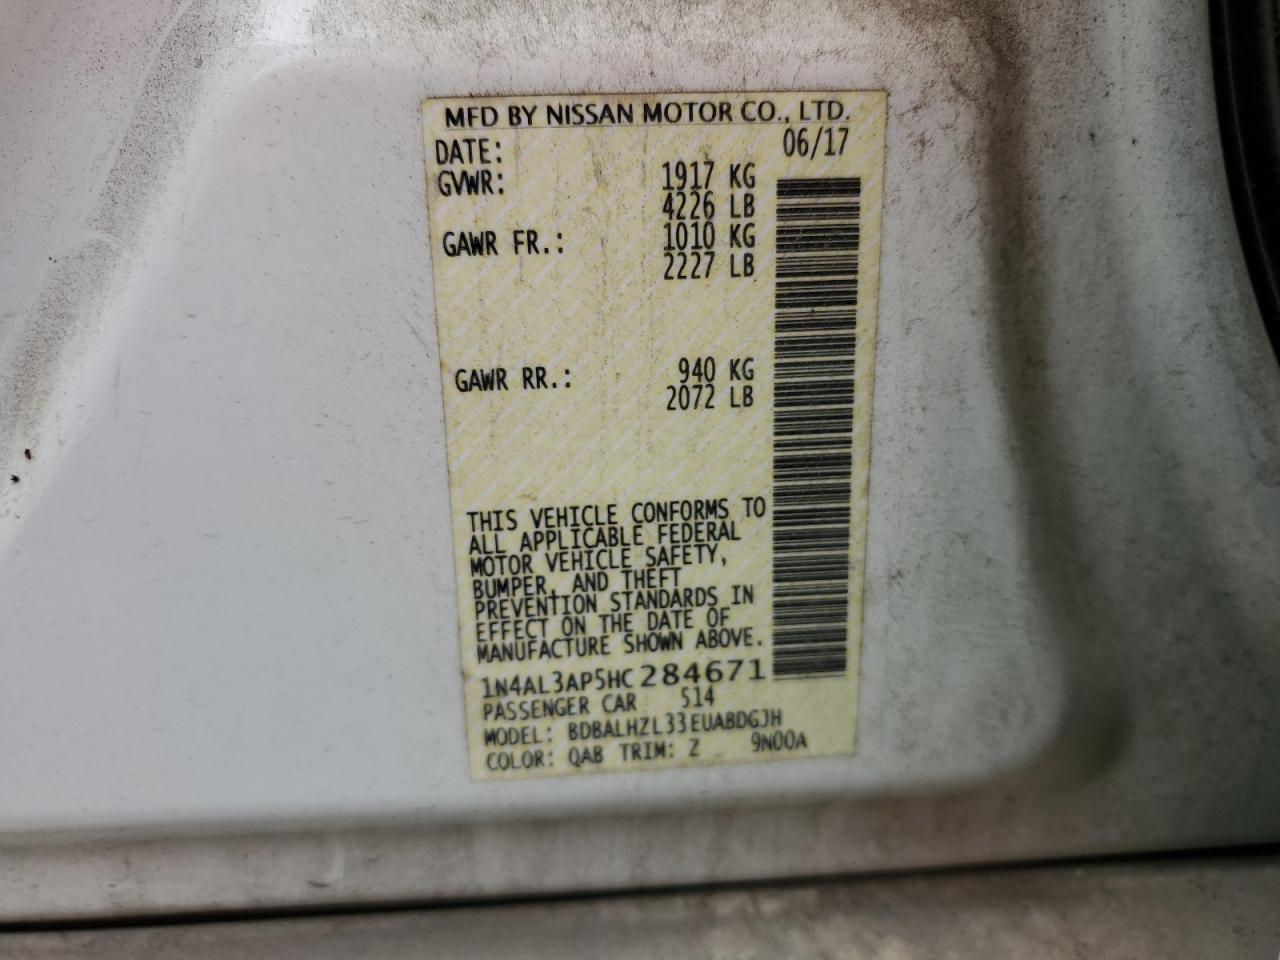 MFD BY NISSAN MOTOR CO., LTD.
DATE: 06/17
GVWR: 1917 KG
4226 LB
GAWR FR.: 1010 KG
2227 LB
GAWR RR.: 940 KG
2072 LB
THIS VEHICLE CONFORMS TO
ALL APPLICABLE FEDERAL
MOTOR VEHICLE SAFETY,
BUMPER, AND THEFT
PREVENTION STANDARDS IN
EFFECT ON THE DATE OF
MANUFACTURE SHOWN ABOVE.
1N4AL3AP5HC284671
PASSENGER CAR 514
MODEL: BDBALHZL33EUABDGJH
COLOR: QAB TRIM: Z 9N00A